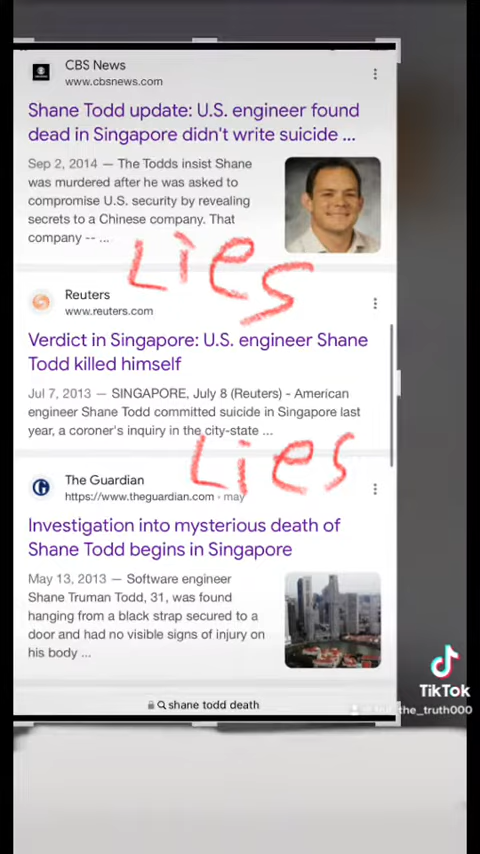 CBS News
www.cbsnews.com
Shane Todd update: U.S. engineer found
dead in Singapore didn't write suicide ...
Sep 2, 2014 — The Todds insist Shane
was murdered after he was asked to
compromise U.S. security by revealing
secrets to a Chinese company. That
company -- ...
Lies
Reuters
www.reuters.com
Verdict in Singapore: U.S. engineer Shane
Todd killed himself
Jul 7, 2013 — SINGAPORE, July 8 (Reuters) - American
engineer Shane Todd committed suicide in Singapore last
year, a coroner's inquiry in the city-state ...
Lies
The Guardian
https://www.theguardian.com › may
Investigation into mysterious death of
Shane Todd begins in Singapore
May 13, 2013 — Software engineer
Shane Truman Todd, 31, was found
hanging from a black strap secured to a
door and had no visible signs of injury on
his body ...
shane todd death
TikTok